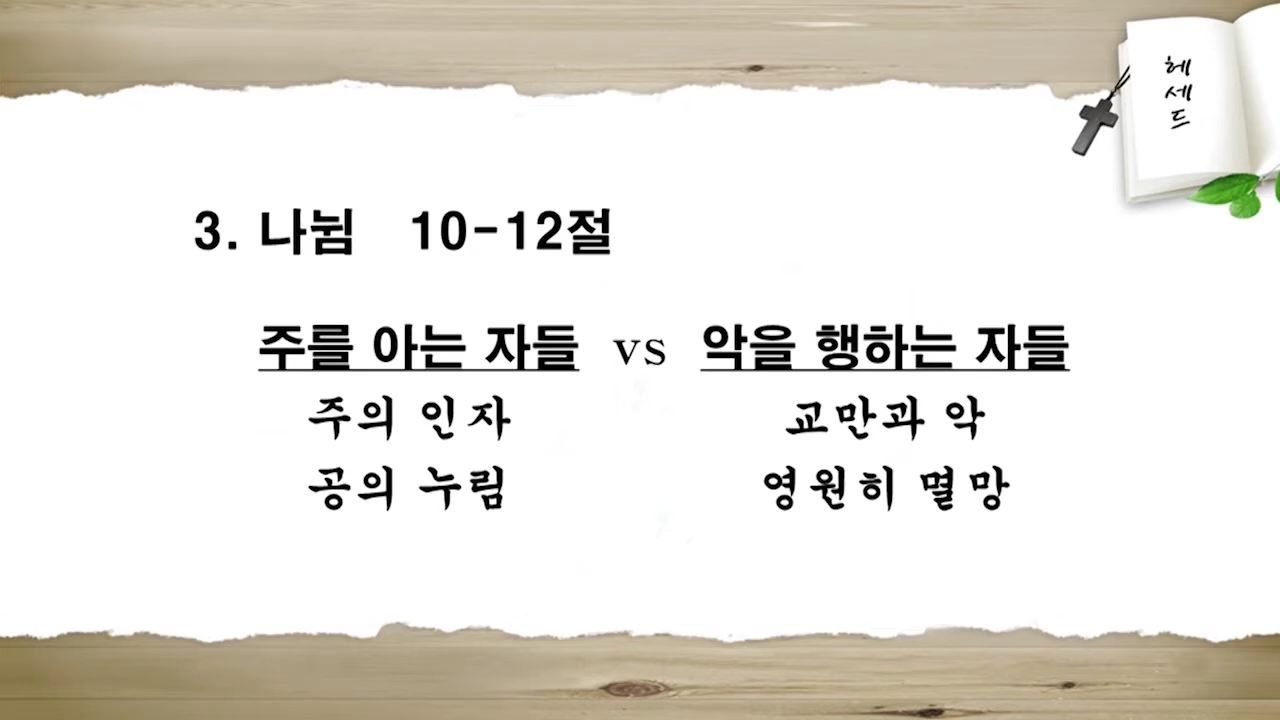 헤
세
드
3. 나뉨 10-12절
주를 아는 자들 vs 악을 행하는 자들
주의 인자 교만과 악
공의 누림 영원히 멸망